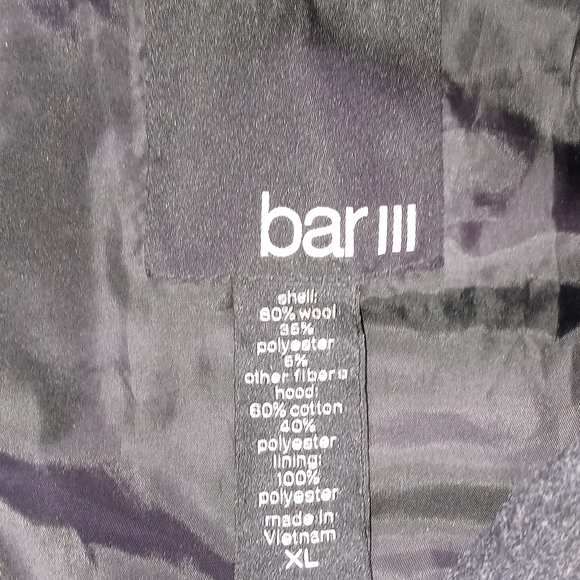 bar III
shell:
60% wool
35%
polyester
5%
other fibers
hood:
60% cotton
40%
polyester
lining:
100%
polyester
made in
Vietnam
XL